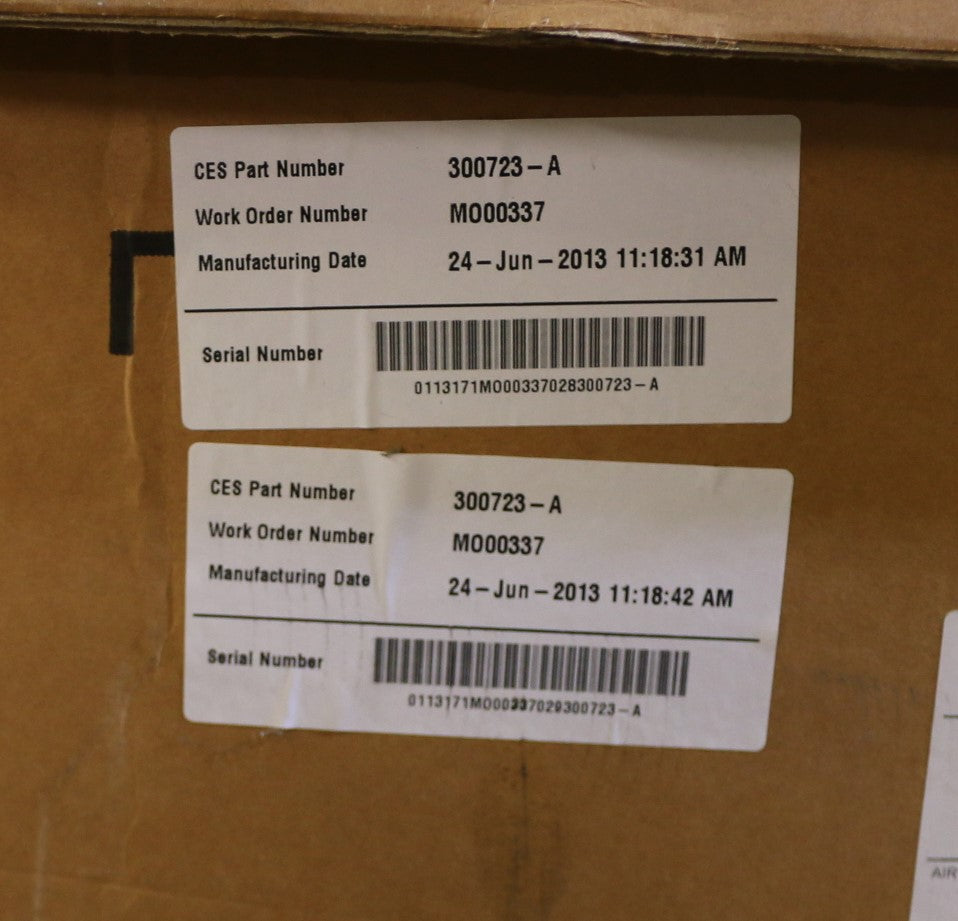 CES Part Number 300723-A
Work Order Number MO00337
Manufacturing Date 24-Jun-2013 11:18:31 AM
Serial Number
0113171MO00337028300723-A
CES Part Number 300723-A
Work Order Number MO00337
Manufacturing Date 24-Jun-2013 11:18:42 AM
Serial Number
0113171MO00337029300723-A
AIR